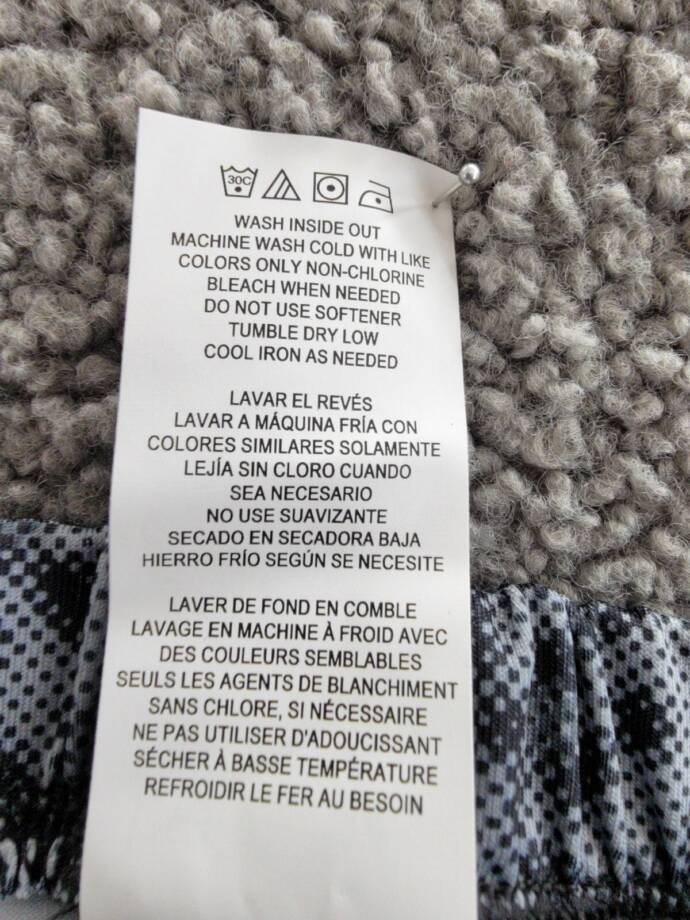 30C
WASH INSIDE OUT
MACHINE WASH COLD WITH LIKE
COLORS ONLY NON-CHLORINE
BLEACH WHEN NEEDED
DO NOT USE SOFTENER
TUMBLE DRY LOW
COOL IRON AS NEEDED
LAVAR EL REVÉS
LAVAR A MÁQUINA FRÍA CON
COLORES SIMILARES SOLAMENTE
LEJÍA SIN CLORO CUANDO
SEA NECESARIO
NO USE SUAVIZANTE
SECADO EN SECADORA BAJA
HIERRO FRÍO SEGÚN SE NECESITE
LAVER DE FOND EN COMBLE
LAVAGE EN MACHINE À FROID AVEC
DES COULEURS SEMBLABLES
SEULS LES AGENTS DE BLANCHIMENT
SANS CHLORE, SI NÉCESSAIRE
NE PAS UTILISER D'ADOUCISSANT
SÉCHER À BASSE TEMPÉRATURE
REFROIDIR LE FER AU BESOIN